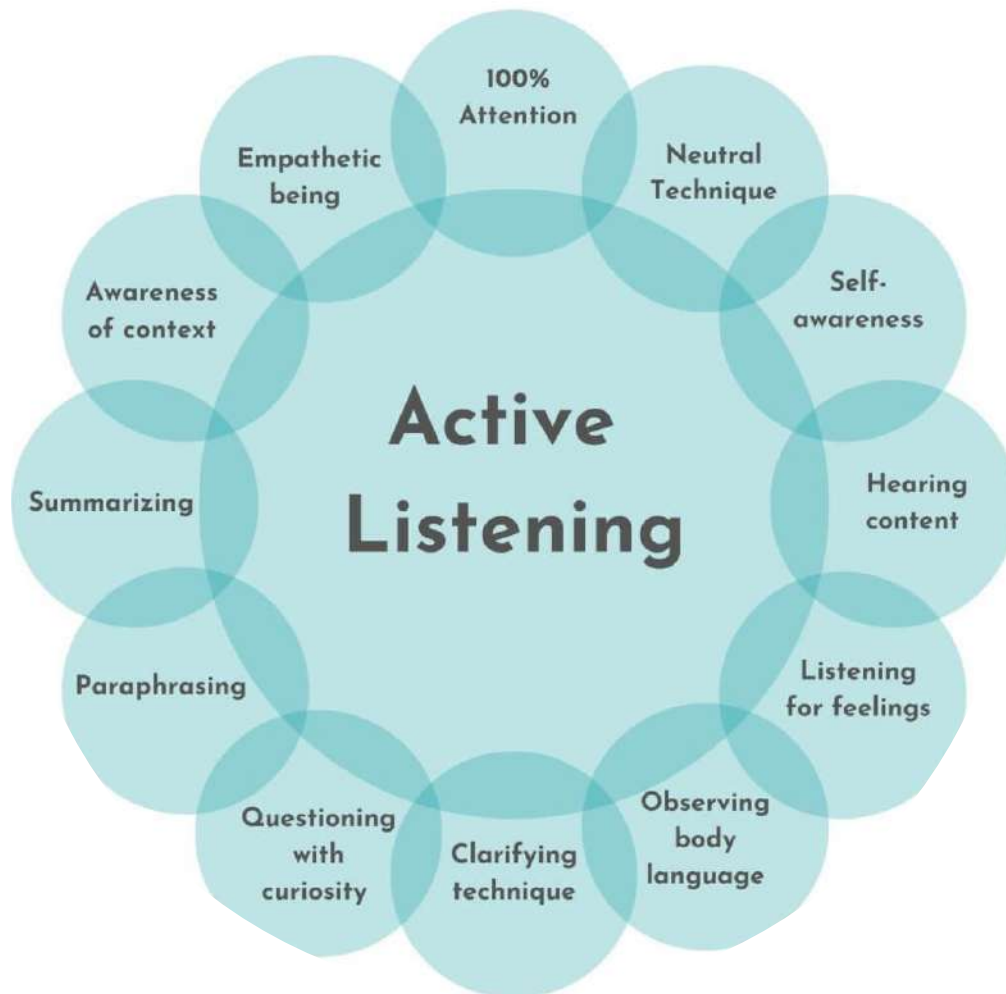 100%
Attention
Neutral
Technique
Self-
awareness
Hearing
content
Listening
for feelings
Observing
body
language
Clarifying
technique
Questioning
with
curiosity
Paraphrasing
Summarizing
Awareness
of context
Empathetic
being
Active
Listening